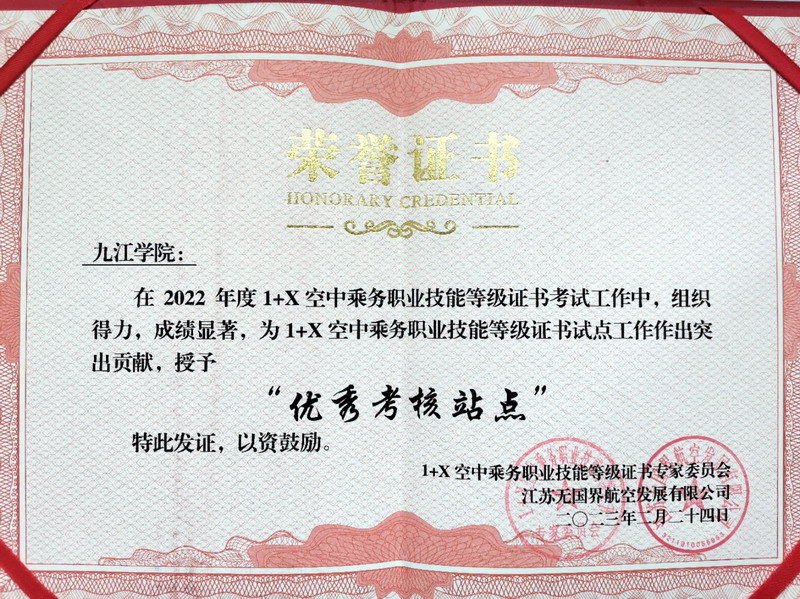 荣誉证书
HONORARY CREDENTIAL
九江学院：
在 2022 年度 1+X 空中乘务职业技能等级证书考试工作中，组织
得力，成绩显著，为 1+X 空中乘务职业技能等级证书试点工作作出突
出贡献，授予
“优秀考核站点”
特此发证，以资鼓励。
1+X 空中乘务职业技能等级证书专家委员会
江苏无国界航空发展有限公司
二〇二三年二月二十四日